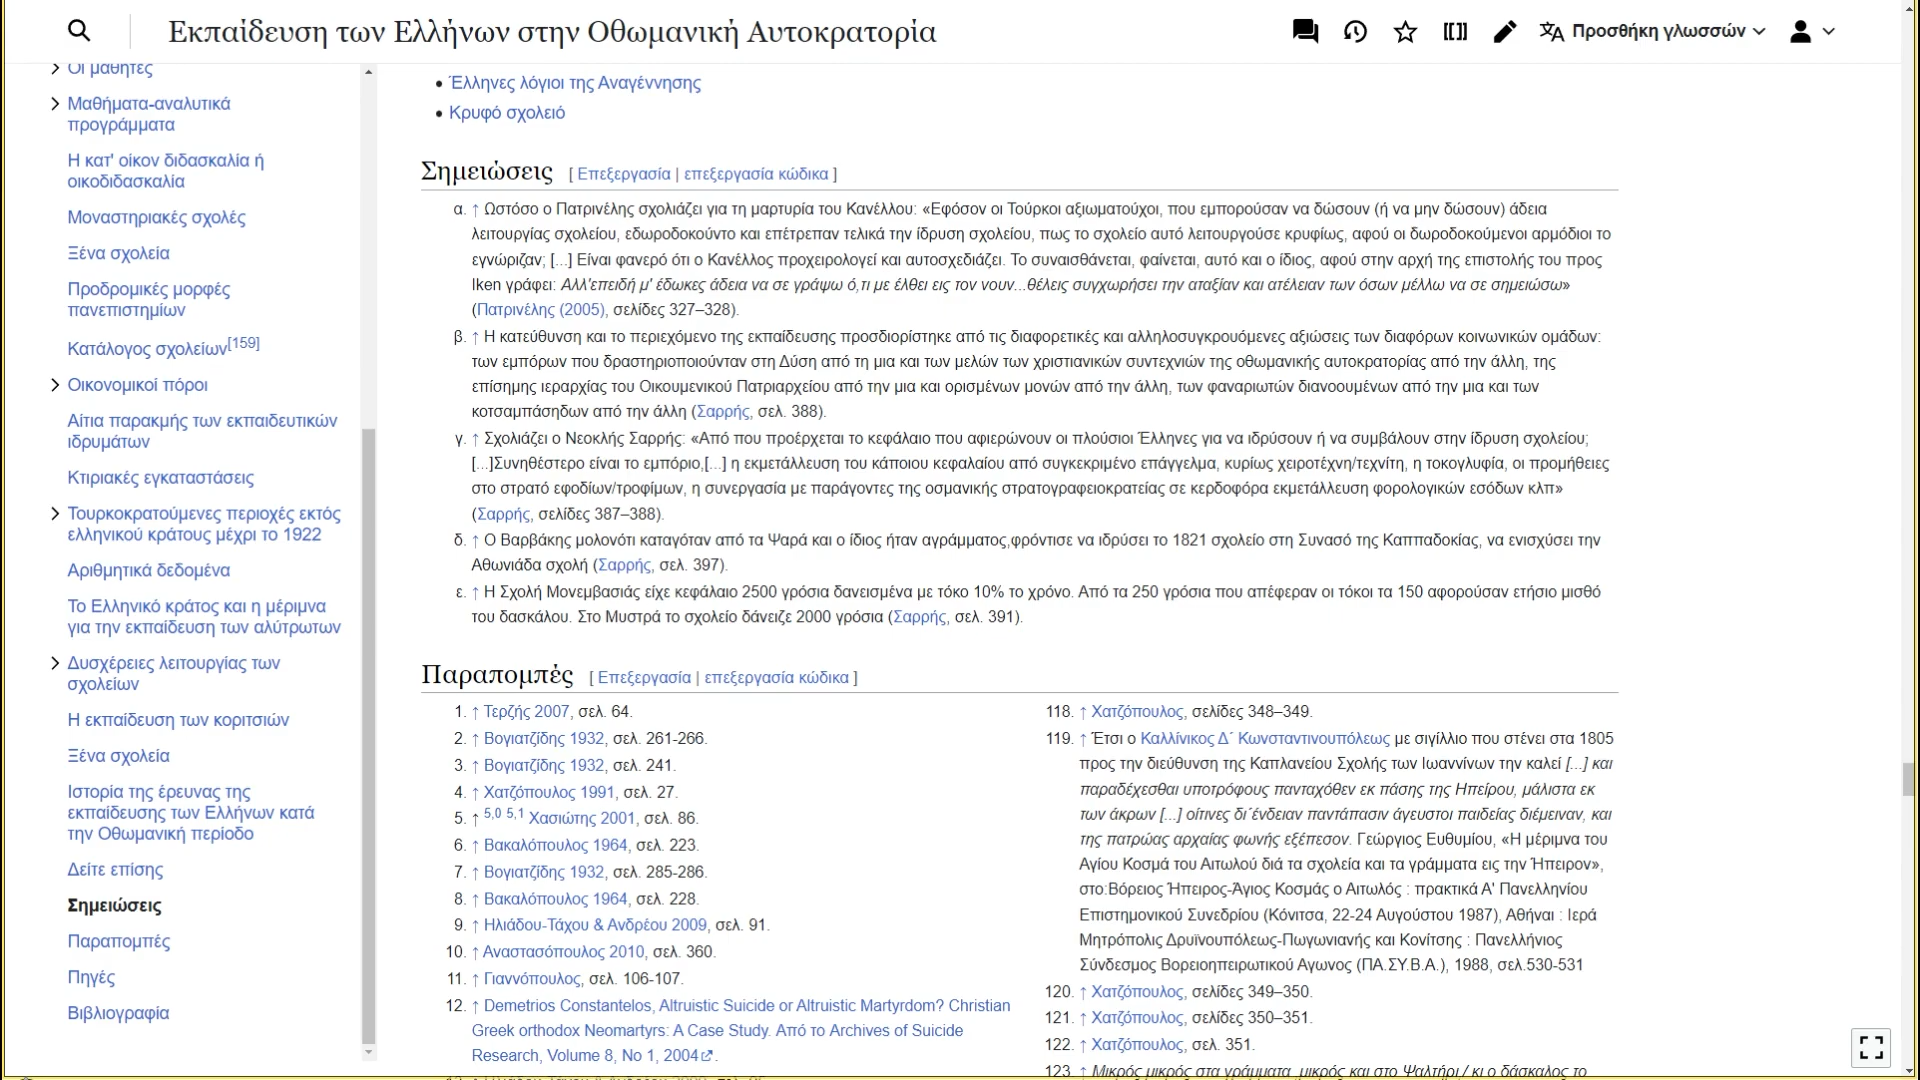 Εκπαίδευση των Ελλήνων στην Οθωμανική Αυτοκρατορία
Προσθήκη γλωσσών
Οι μαθητές
Μαθήματα-αναλυτικά
προγράμματα
Η κατ' οίκον διδασκαλία ή
οικοδιδασκαλία
Μοναστηριακές σχολές
Ξένα σχολεία
Προδρομικές μορφές
πανεπιστημίων
Κατάλογος σχολείων[159]
Οικονομικοί πόροι
Αίτια παρακμής των εκπαιδευτικών
ιδρυμάτων
Κτιριακές εγκαταστάσεις
Τουρκοκρατούμενες περιοχές εκτός
ελληνικού κράτους μέχρι το 1922
Αριθμητικά δεδομένα
Το Ελληνικό κράτος και η μέριμνα
για την εκπαίδευση των αλύτρωτων
Δυσχέρειες λειτουργίας των
σχολείων
Η εκπαίδευση των κοριτσιών
Ξένα σχολεία
Ιστορία της έρευνας της
εκπαίδευσης των Ελλήνων κατά
την Οθωμανική περίοδο
Δείτε επίσης
Σημειώσεις
Παραπομπές
Πηγές
Βιβλιογραφία
• Έλληνες λόγιοι της Αναγέννησης
• Κρυφό σχολειό
Σημειώσεις [ Επεξεργασία | επεξεργασία κώδικα ]
α. ↑ Ωστόσο ο Πατρινέλης σχολιάζει για τη μαρτυρία του Κανέλλου: «Εφόσον οι Τούρκοι αξιωματούχοι, που εμπορούσαν να δώσουν (ή να μην δώσουν) άδεια
λειτουργίας σχολείου, εδωροδοκούντο και επέτρεπαν τελικά την ίδρυση σχολείου, πως το σχολείο αυτό λειτουργούσε κρυφίως, αφού οι δωροδοκούμενοι αρμόδιοι το
εγνώριζαν; [...] Είναι φανερό ότι ο Κανέλλος προχειρολογεί και αυτοσχεδιάζει. Το συναισθάνεται, φαίνεται, αυτό και ο ίδιος, αφού στην αρχή της επιστολής του προς
Iken γράφει: Αλλ'επειδή μ' έδωκες άδεια να σε γράψω ό,τι με έλθει εις τον νουν...θέλεις συγχωρήσει την αταξίαν και ατέλειαν των όσων μέλλω να σε σημειώσω»
(Πατρινέλης (2005), σελίδες 327–328).
β. ↑ Η κατεύθυνση και το περιεχόμενο της εκπαίδευσης προσδιορίστηκε από τις διαφορετικές και αλληλοσυγκρουόμενες αξιώσεις των διαφόρων κοινωνικών ομάδων:
των εμπόρων που δραστηριοποιούνταν στη Δύση από τη μια και των μελών των χριστιανικών συντεχνιών της οθωμανικής αυτοκρατορίας από την άλλη, της
επίσημης ιεραρχίας του Οικουμενικού Πατριαρχείου από την μια και ορισμένων μονών από την άλλη, των φαναριωτών διανοουμένων από την μια και των
κοτσαμπάσηδων από την άλλη (Σαρρής, σελ. 388).
γ. ↑ Σχολιάζει ο Νεοκλής Σαρρής: «Από που προέρχεται το κεφάλαιο που αφιερώνουν οι πλούσιοι Έλληνες για να ιδρύσουν ή να συμβάλουν στην ίδρυση σχολείου;
[...]Συνηθέστερο είναι το εμπόριο,[...] η εκμετάλλευση του κάποιου κεφαλαίου από συγκεκριμένο επάγγελμα, κυρίως χειροτέχνη/τεχνίτη, η τοκογλυφία, οι προμήθειες
στο στρατό εφοδίων/τροφίμων, η συνεργασία με παράγοντες της οσμανικής στρατογραφειοκρατείας σε κερδοφόρα εκμετάλλευση φορολογικών εσόδων κλπ»
(Σαρρής, σελίδες 387–388).
δ. ↑ Ο Βαρβάκης μολονότι καταγόταν από τα Ψαρά και ο ίδιος ήταν αγράμματος,φρόντισε να ιδρύσει το 1821 σχολείο στη Συνασό της Καππαδοκίας, να ενισχύσει την
Αθωνιάδα σχολή (Σαρρής, σελ. 397).
ε. ↑ Η Σχολή Μονεμβασιάς είχε κεφάλαιο 2500 γρόσια δανεισμένα με τόκο 10% το χρόνο. Από τα 250 γρόσια που απέφεραν οι τόκοι τα 150 αφορούσαν ετήσιο μισθό
του δασκάλου. Στο Μυστρά το σχολείο δάνειζε 2000 γρόσια (Σαρρής, σελ. 391).
Παραπομπές [ Επεξεργασία | επεξεργασία κώδικα ]
1. ↑ Τερζής 2007, σελ. 64.
2. ↑ Βογιατζίδης 1932, σελ. 261-266.
3. ↑ Βογιατζίδης 1932, σελ. 241.
4. ↑ Χατζόπουλος 1991, σελ. 27.
5. ↑ 5,0 5,1 Χασιώτης 2001, σελ. 86.
6. ↑ Βακαλόπουλος 1964, σελ. 223.
7. ↑ Βογιατζίδης 1932, σελ. 285-286.
8. ↑ Βακαλόπουλος 1964, σελ. 228.
9. ↑ Ηλιάδου-Τάχου & Ανδρέου 2009, σελ. 91.
10. ↑ Αναστασόπουλος 2010, σελ. 360.
11. ↑ Γιαννόπουλος, σελ. 106-107.
12. ↑ Demetrios Constantelos, Altruistic Suicide or Altruistic Martyrdom? Christian
Greek orthodox Neomartyrs: A Case Study. Από το Archives of Suicide
Research, Volume 8, No 1, 2004.
118. ↑ Χατζόπουλος, σελίδες 348–349.
119. ↑ Έτσι ο Καλλίνικος Δ΄ Κωνσταντινουπόλεως με σιγίλλιο που στένει στα 1805
προς την διεύθυνση της Καπλανείου Σχολής των Ιωαννίνων την καλεί [...] και
παραδέχεσθαι υποτρόφους πανταχόθεν εκ πάσης της Ηπείρου, μάλιστα εκ
των άκρων [...] οίτινες δι΄ένδειαν παντάπασιν άγευστοι παιδείας διέμειναν, και
της πατρώας αρχαίας φωνής εξέπεσον. Γεώργιος Ευθυμίου, «Η μέριμνα του
Αγίου Κοσμά του Αιτωλού διά τα σχολεία και τα γράμματα εις την Ήπειρον»,
στο:Βόρειος Ήπειρος-Άγιος Κοσμάς ο Αιτωλός : πρακτικά Α' Πανελληνίου
Επιστημονικού Συνεδρίου (Κόνιτσα, 22-24 Αυγούστου 1987), Αθήναι : Ιερά
Μητρόπολις Δρυϊνουπόλεως-Πωγωνιανής και Κονίτσης : Πανελλήνιος
Σύνδεσμος Βορειοηπειρωτικού Αγωνος (ΠΑ.ΣΥ.Β.Α.), 1988, σελ.530-531
120. ↑ Χατζόπουλος, σελίδες 349–350.
121. ↑ Χατζόπουλος, σελίδες 350–351.
122. ↑ Χατζόπουλος, σελ. 351.
123. ↑ Μικρός μικρός στα γράμματα, μικρός και στο Ψαλτήρι / κι ο δάσκαλος το